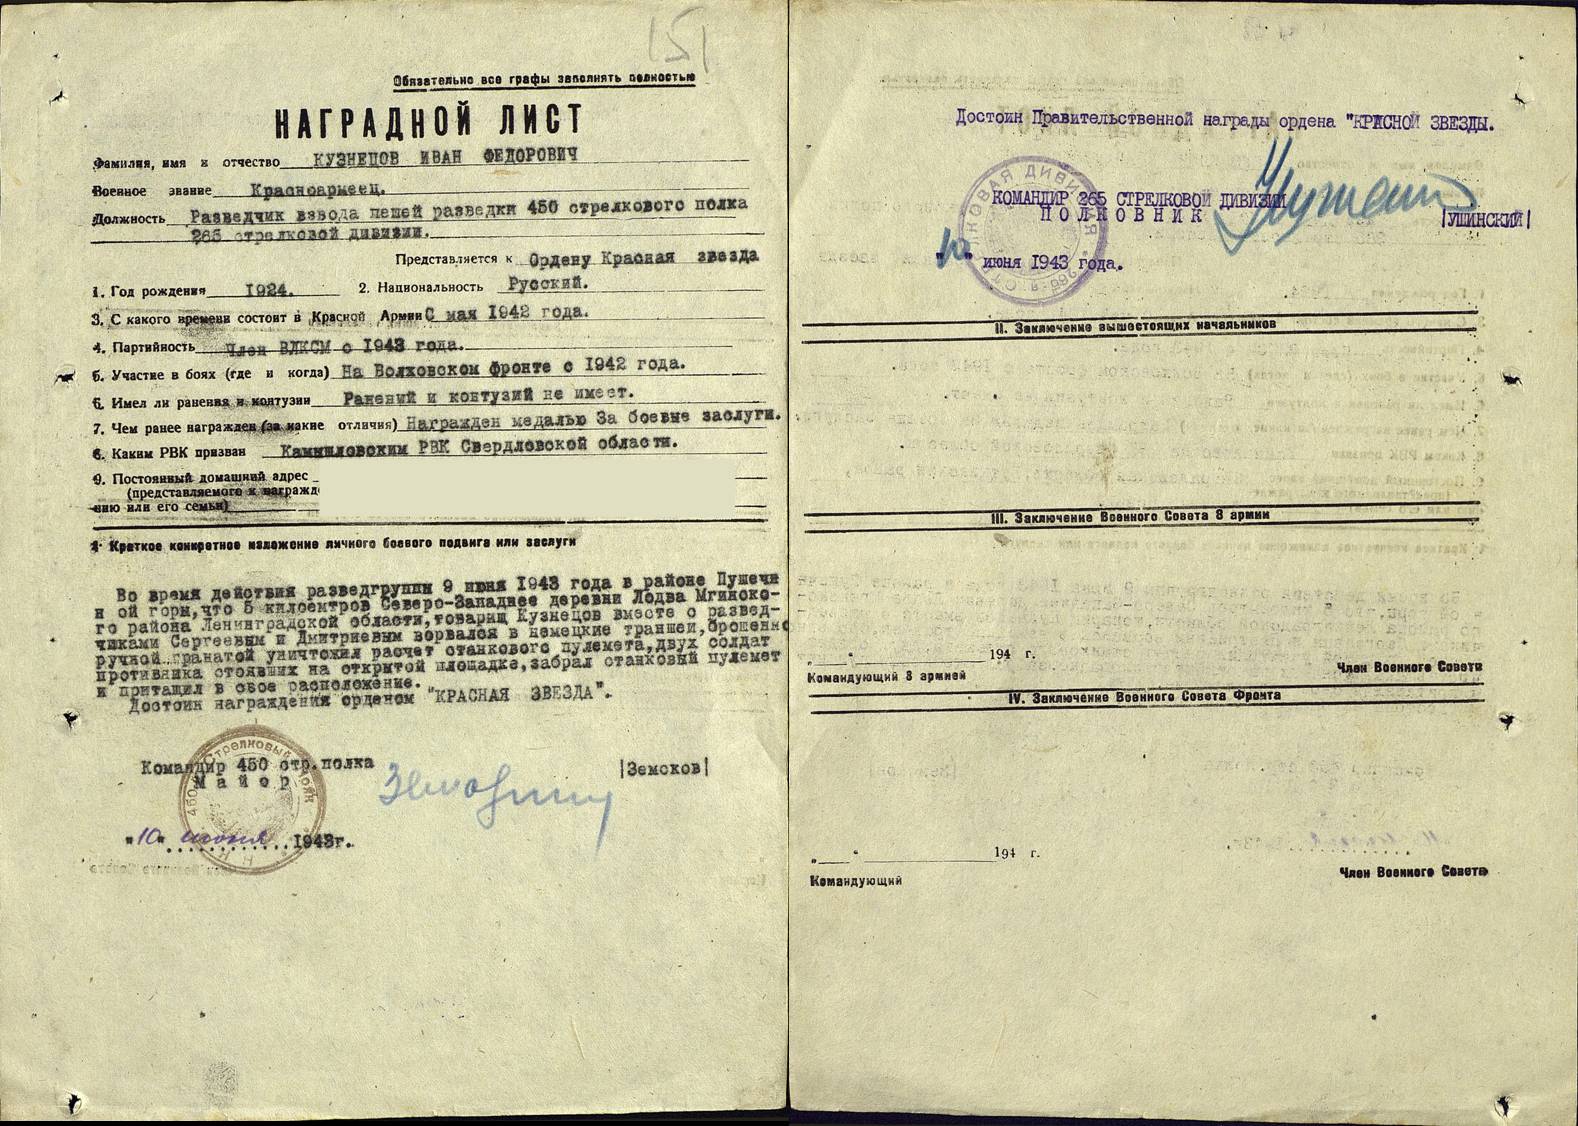 151
Обязательно все графы заполнять полностью
НАГРАДНОЙ ЛИСТ
Фамилия, имя и отчество КУЗНЕЦОВ ИВАН ФЕДОРОВИЧ
Военное звание Красноармеец.
Должность Разведчик взвода пешей разведки 450 стрелкового полка
265 стрелковой дивизии.
Представляется к Ордену Красная звезда
1. Год рождения 1924. 2. Национальность Русский.
3. С какого времени состоит в Красной Армии С мая 1942 года.
4. Партийность Член ВЛКСМ с 1943 года.
5. Участие в боях (где и когда) На Волховском фронте с 1942 года.
6. Имел ли ранения и контузии Ранений и контузий не имеет.
7. Чем ранее награжден (за какие отличия) Награжден медалью За боевые заслуги.
8. Каким РВК призван Камышловским РВК Свердловской области.
9. Постоянный домашний адрес
(представляемого к награжд
нию или его семьи)
1 Краткое конкретное изложение личного боевого подвига или заслуги
Во время действия разведгруппы 9 июня 1943 года в районе Пушечн
н ой горы, что 5 килоемтров Северо-Западнее деревни Лодва Мгинско-
го района Ленинградской области, товарищ Кузнецов вместе с развед-
чиками Сергеевым и Дмитриевым ворвался в немецкие траншеи, брошенно
ручной гранатой уничтожил расчет станкового пулемета, двух солдат
противника стоявших на открытой площадке, забрал станковый пулемет
и притащил в свое расположение.
Достоин награждения орденом "КРАСНАЯ ЗВЕЗДА".
Командир 450 стр. полка
Майор |Земсков|
"10" июня 1943г.
450-й Стрелковый полк
Достоин Правительственной награды ордена "КРАСНОЙ ЗВЕЗДЫ.
КОМАНДИР 265 СТРЕЛКОВОЙ ДИВИЗИИ
ПОЛКОВНИК |УШИНСКИЙ|
"10" июня 1943 года.
II. Заключение вышестоящих начальников
III. Заключение Военного Совета 8 армии
"__" 194 г.
Командующий 8 армией Член Военного Совета
IV. Заключение Военного Совета Фронта
"__" 194 г.
Командующий Член Военного Совета